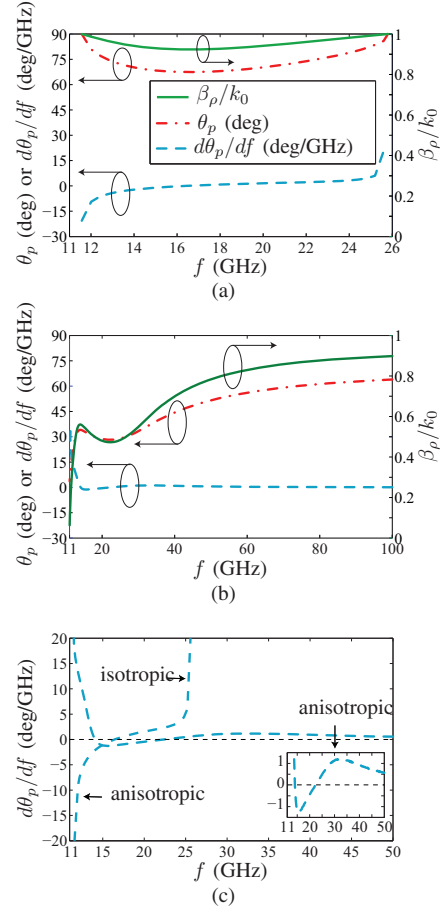 (a)
90
75
60
45
30
15
0
−15
−30
θp (deg) or dθp/df (deg/GHz)
1
0.8
0.6
0.4
0.2
0
βρ/k0
βρ/k0
θp (deg)
dθp/df (deg/GHz)
11 12 14 16 18 20 22 24 26
f (GHz)
(a)
90
75
60
45
30
15
0
−15
−30
θp (deg) or dθp/df (deg/GHz)
1
0.8
0.6
0.4
0.2
0
βρ/k0
11 20 40 60 80 100
f (GHz)
(b)
20
15
10
5
0
−5
−10
−15
−20
dθp/df (deg/GHz)
isotropic
anisotropic
anisotropic
1
0
−1
11 20 30 40 50
11 15 20 25 30 35 40 45 50
f (GHz)
(c)